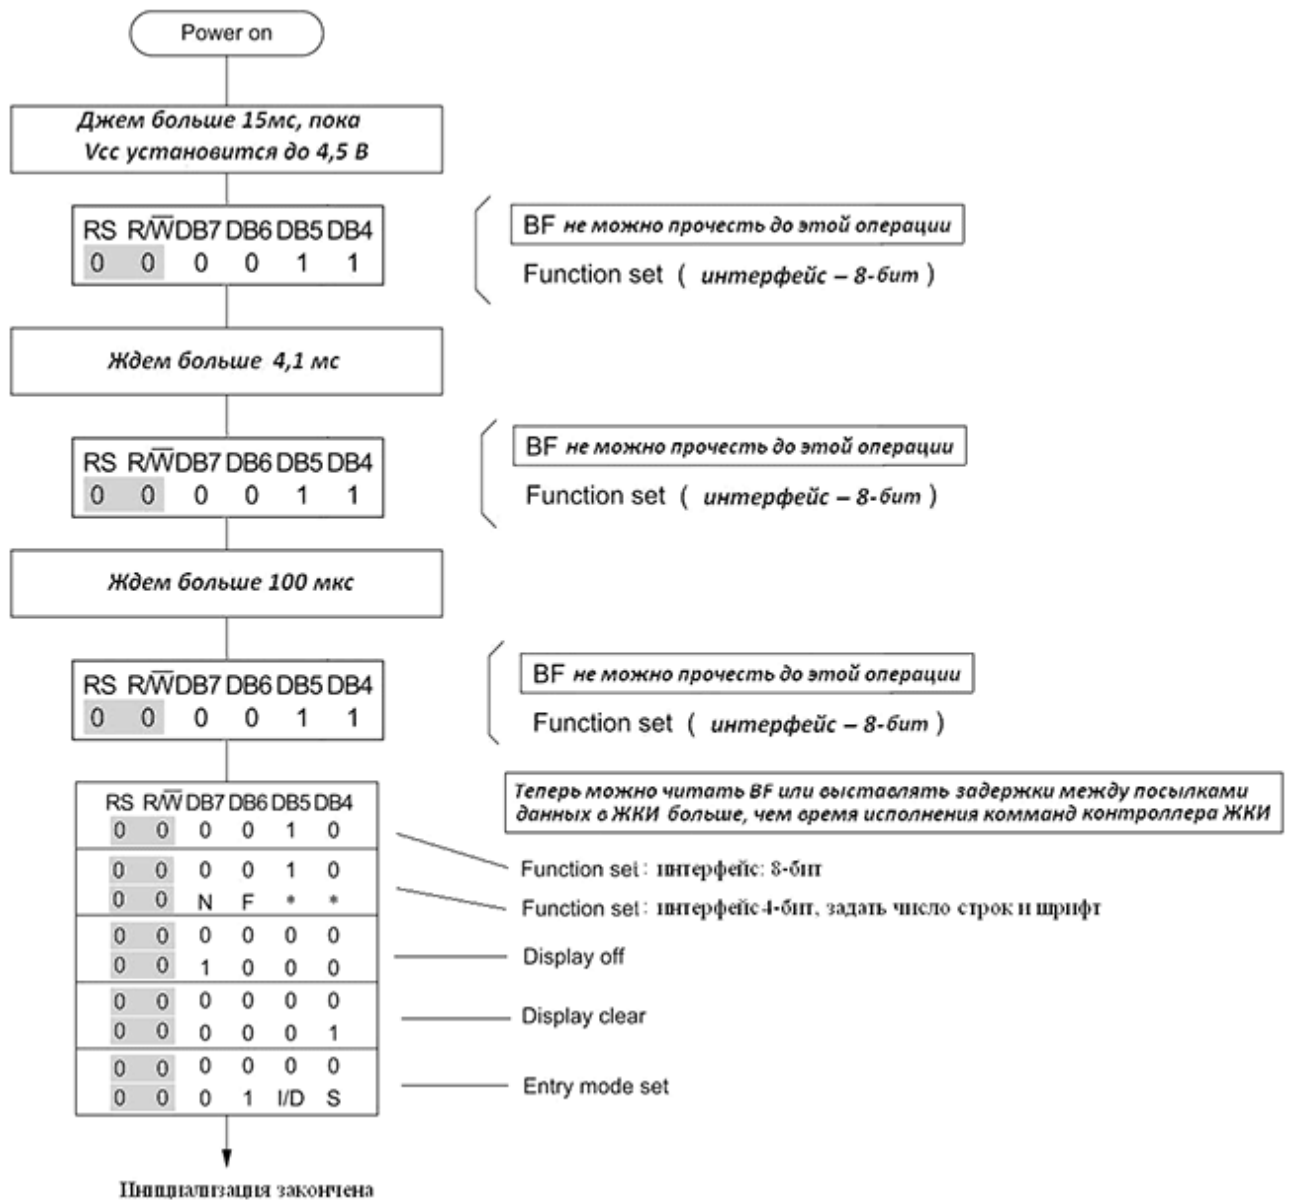 Power on
Джем больше 15мс, пока
Vcc установится до 4,5 В
RS R/W DB7 DB6 DB5 DB4
0 0 0 0 1 1
BF не можно прочесть до этой операции
Function set ( интерфейс – 8-бит )
Ждем больше 4,1 мс
RS R/W DB7 DB6 DB5 DB4
0 0 0 0 1 1
BF не можно прочесть до этой операции
Function set ( интерфейс – 8-бит )
Ждем больше 100 мкс
RS R/W DB7 DB6 DB5 DB4
0 0 0 0 1 1
BF не можно прочесть до этой операции
Function set ( интерфейс – 8-бит )
Теперь можно читать BF или выставлять задержки между посылками
данных в ЖКИ больше, чем время исполнения комманд контроллера ЖКИ
RS R/W DB7 DB6 DB5 DB4
0 0 0 0 1 0
Function set: интерфейс: 8-бит
0 0 0 0 1 0
0 0 N F * *
Function set: интерфейс 4-бит, задать число строк и шрифт
0 0 0 0 0 0
0 0 1 0 0 0
Display off
0 0 0 0 0 0
0 0 0 0 0 1
Display clear
0 0 0 0 0 0
0 0 0 1 I/D S
Entry mode set
Инициализация закончена